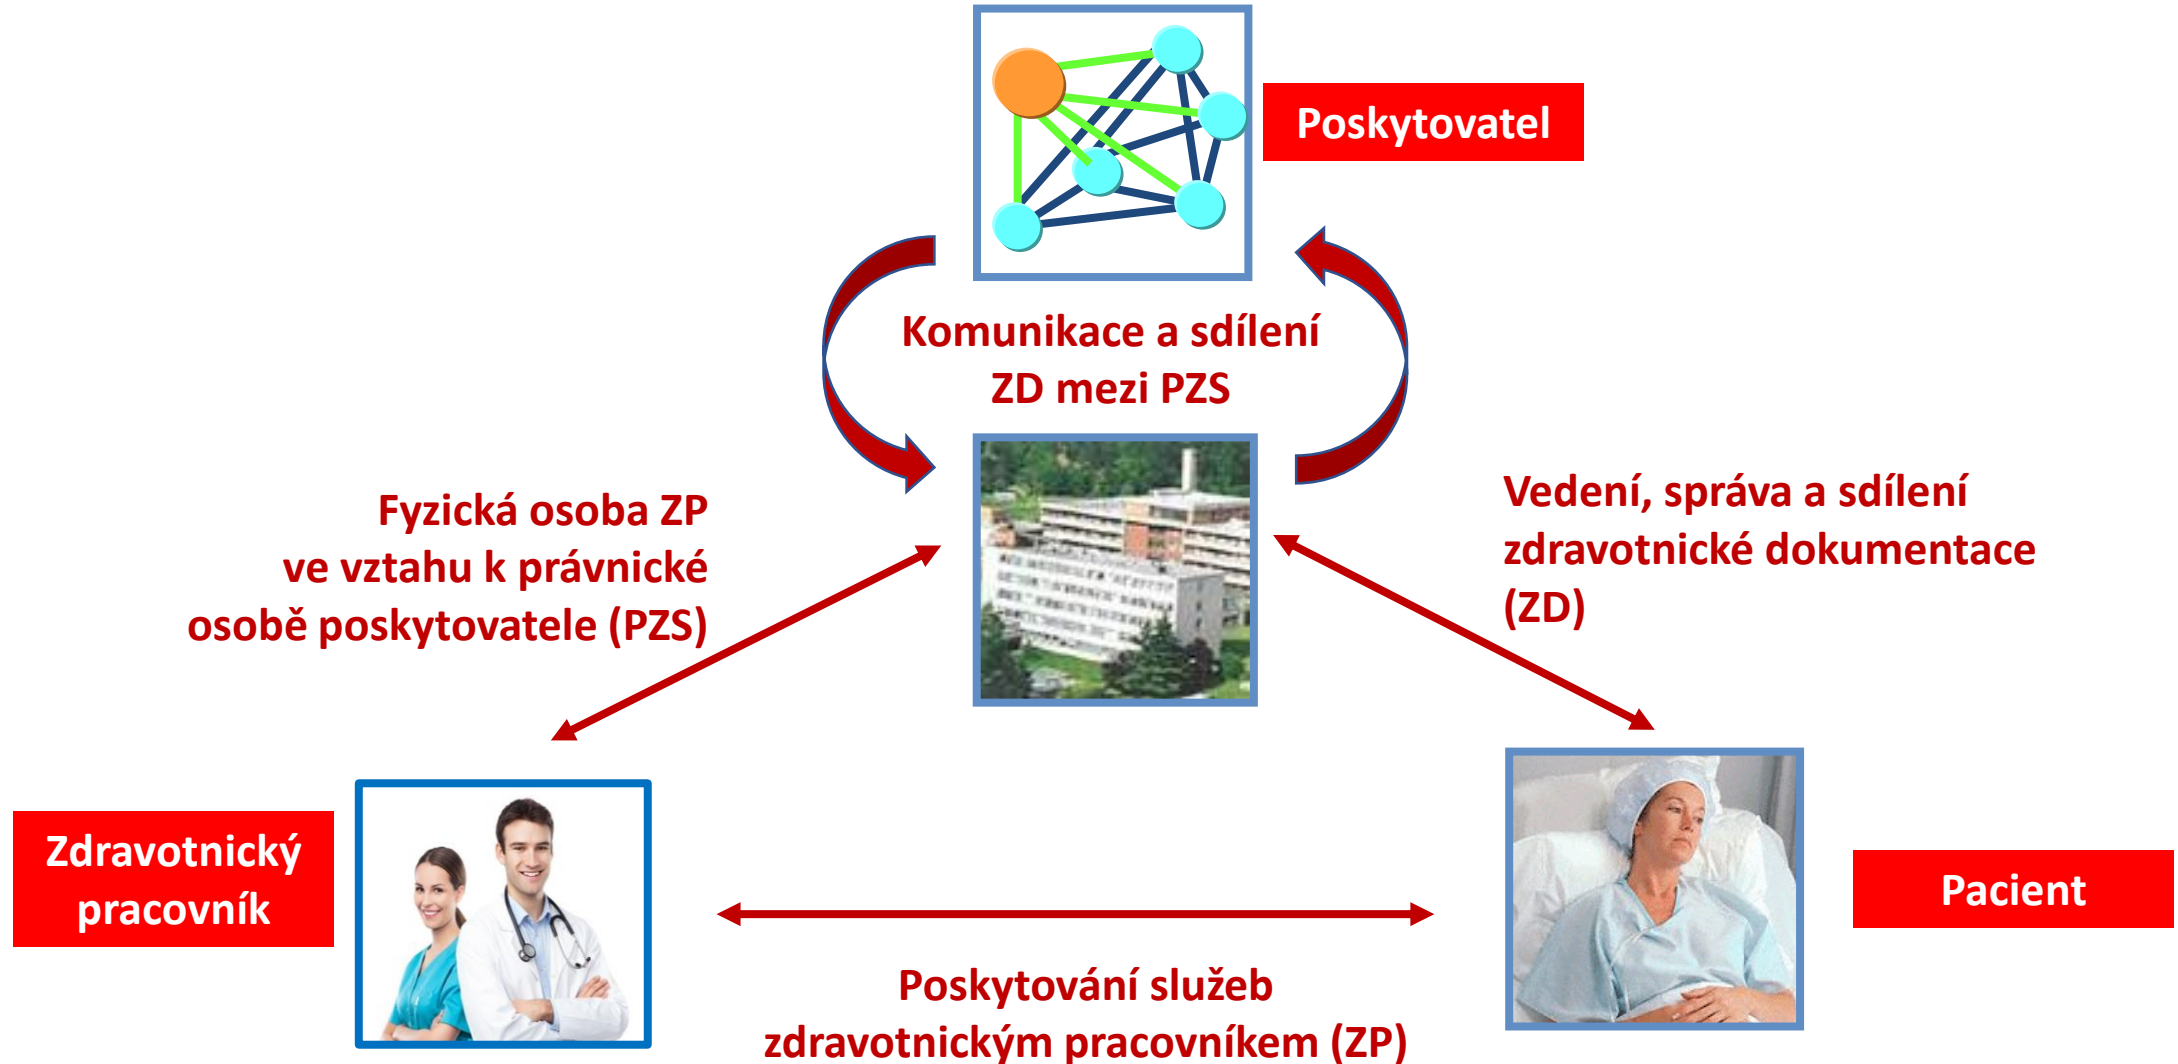 Poskytovatel
Komunikace a sdílení
ZD mezi PZS
Fyzická osoba ZP
ve vztahu k právnické
osobě poskytovatele (PZS)
Vedení, správa a sdílení
zdravotnické dokumentace
(ZD)
Zdravotnický
pracovník
Pacient
Poskytování služeb
zdravotnickým pracovníkem (ZP)